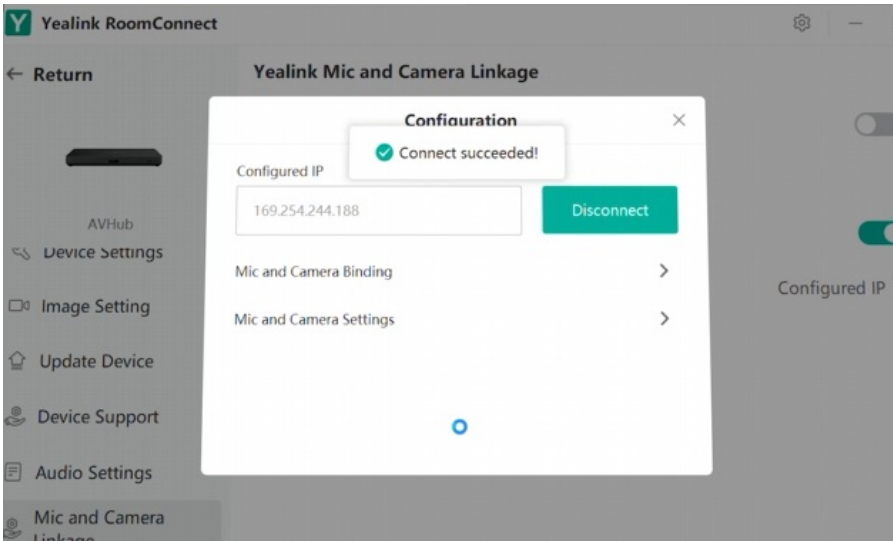 Yealink RoomConnect
Return
Yealink Mic and Camera Linkage
Configuration
Connect succeeded!
Configured IP
169.254.244.188
Disconnect
AVHub
Device Settings
Mic and Camera Binding
Configured IP
Image Setting
Mic and Camera Settings
Update Device
Device Support
Audio Settings
Mic and Camera
Linkage